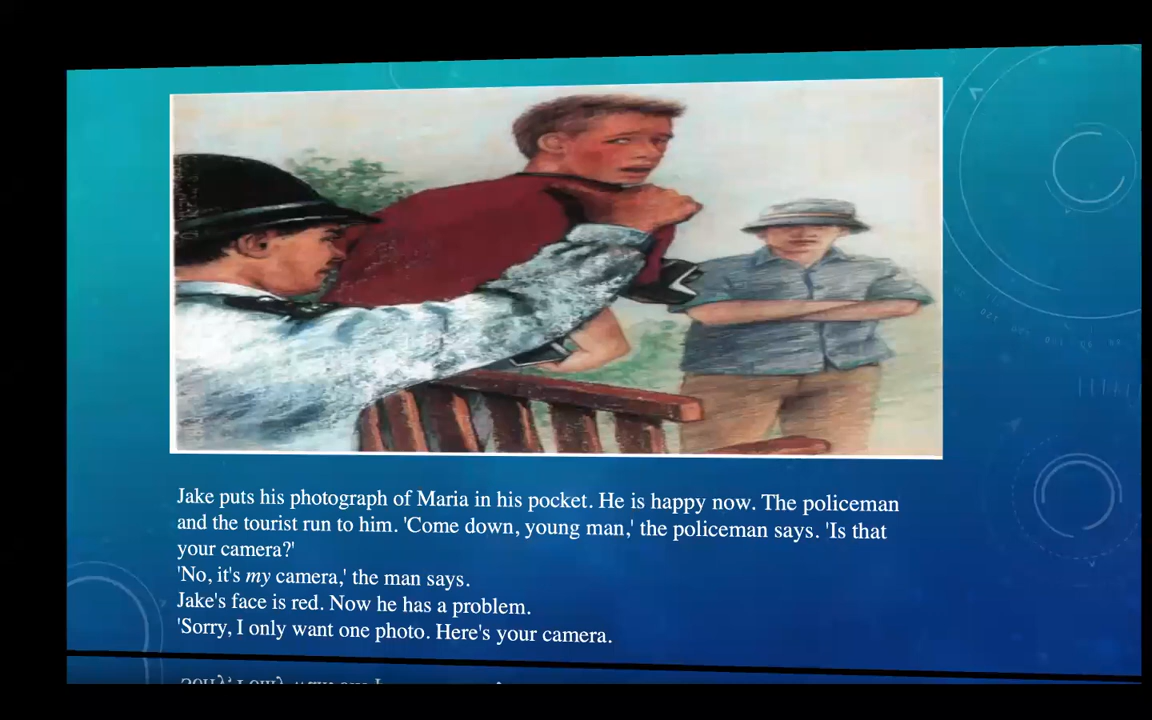 Jake puts his photograph of Maria in his pocket. He is happy now. The policeman
and the tourist run to him. 'Come down, young man,' the policeman says. 'Is that
your camera?'
'No, it's my camera,' the man says.
Jake's face is red. Now he has a problem.
'Sorry, I only want one photo. Here's your camera.